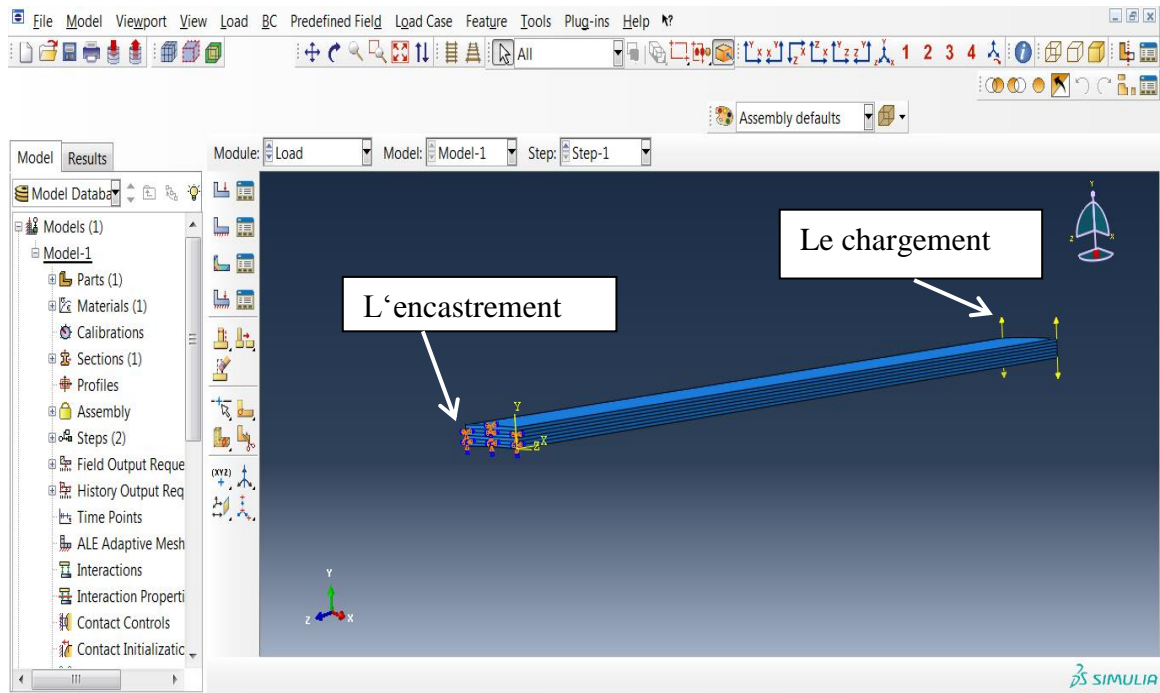 File Model Viewport View Load BC Predefined Field Load Case Feature Tools Plug-ins Help
All
1 2 3 4
Assembly defaults
Model Results
Module: Load Model: Model-1 Step: Step-1
Model Databa
Models (1)
Model-1
Parts (1)
Materials (1)
Calibrations
Sections (1)
Profiles
Assembly
Steps (2)
Field Output Reque
History Output Req
Time Points
ALE Adaptive Mesh
Interactions
Interaction Properti
Contact Controls
Contact Initializatic
(XYZ)
Le chargement
L‘encastrement
Y
X
Z
Y
Z X
Y
Z X
SIMULIA